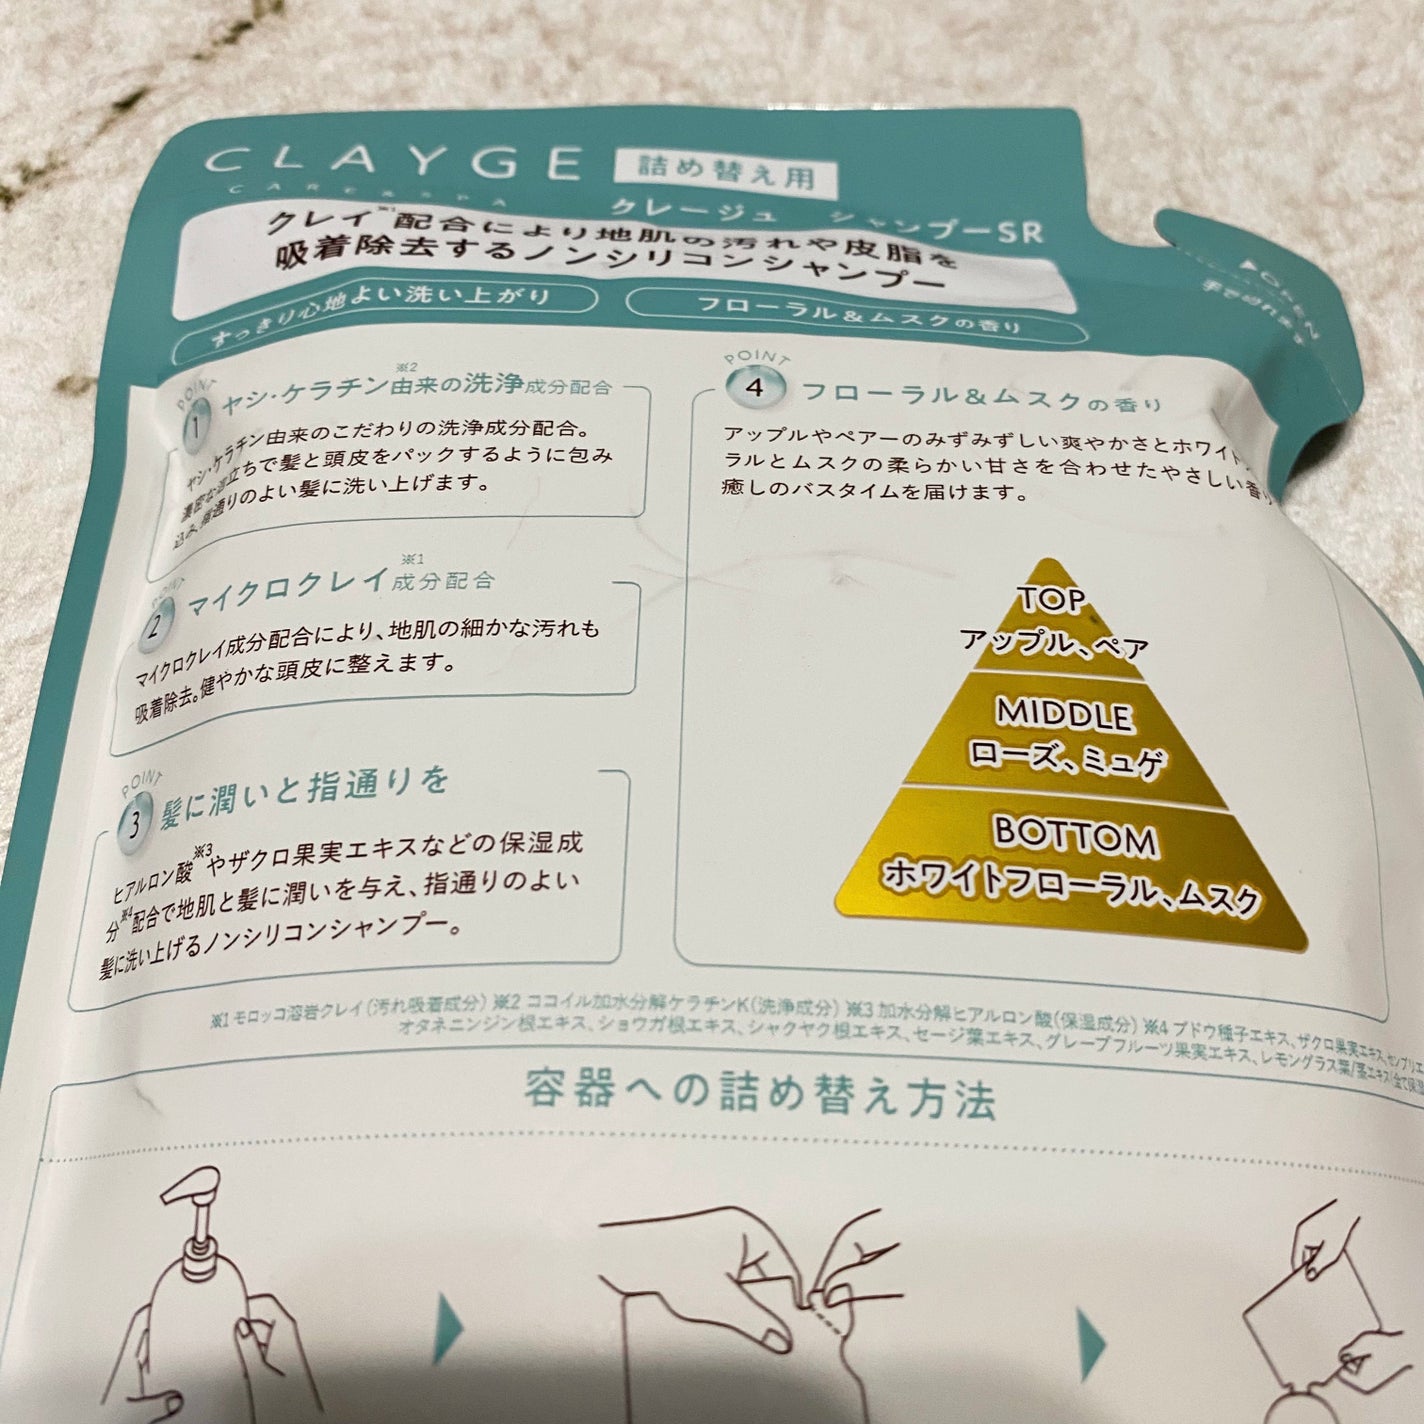 CLAYGE 詰め替え用
CARE&SPA クレージュ シャンプーSR
クレイ※1配合により地肌の汚れや皮脂を
吸着除去するノンシリコンシャンプー
すっきり心地よい洗い上がり
フローラル&ムスクの香り
▶OPEN
手で切れます
POINT
1 ヤシ・ケラチン※2由来の洗浄成分配合
ヤシ・ケラチン由来のこだわりの洗浄成分配合。
濃密な泡立ちで髪と頭皮をパックするように包み
込み、指通りのよい髪に洗い上げます。
POINT
2 マイクロクレイ※1成分配合
マイクロクレイ成分配合により、地肌の細かな汚れも
吸着除去。健やかな頭皮に整えます。
POINT
3 髪に潤いと指通りを
ヒアルロン酸※3やザクロ果実エキスなどの保湿成
分※4配合で地肌と髪に潤いを与え、指通りのよい
髪に洗い上げるノンシリコンシャンプー。
POINT
4 フローラル&ムスクの香り
アップルやペアーのみずみずしい爽やかさとホワイト
ラルとムスクの柔らかい甘さを合わせたやさしい香り
癒しのバスタイムを届けます。
TOP
アップル、ペア
MIDDLE
ローズ、ミュゲ
BOTTOM
ホワイトフローラル、ムスク
※1 モロッコ溶岩クレイ(汚れ吸着成分) ※2 ココイル加水分解ケラチンK(洗浄成分) ※3 加水分解ヒアルロン酸(保湿成分) ※4 ブドウ種子エキス、ザクロ果実エキス、
オタネニンジン根エキス、ショウガ根エキス、シャクヤク根エキス、セージ葉エキス、グレープフルーツ果実エキス、レモングラス葉/茎エキス
容器への詰め替え方法